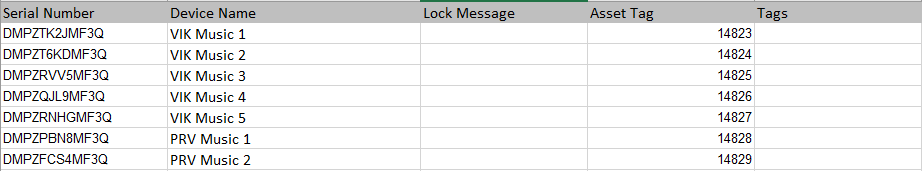 Serial Number Device Name Lock Message Asset Tag Tags
DMPZTK2JMF3Q VIK Music 1 14823
DMPZT6KDMF3Q VIK Music 2 14824
DMPZRVV5MF3Q VIK Music 3 14825
DMPZQJL9MF3Q VIK Music 4 14826
DMPZRNHGMF3Q VIK Music 5 14827
DMPZPBN8MF3Q PRV Music 1 14828
DMPZFCS4MF3Q PRV Music 2 14829